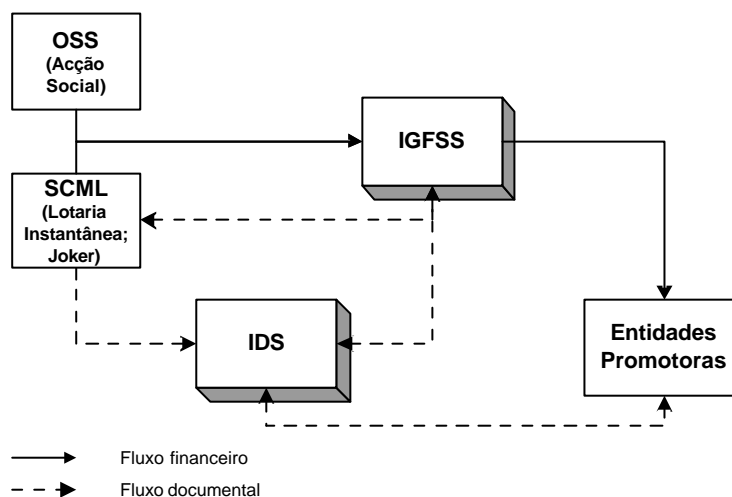 OSS
(Acção
Social)
IGFSS
SCML
(Lotaria
Instantânea;
Joker)
IDS
Entidades
Promotoras
Fluxo financeiro
Fluxo documental